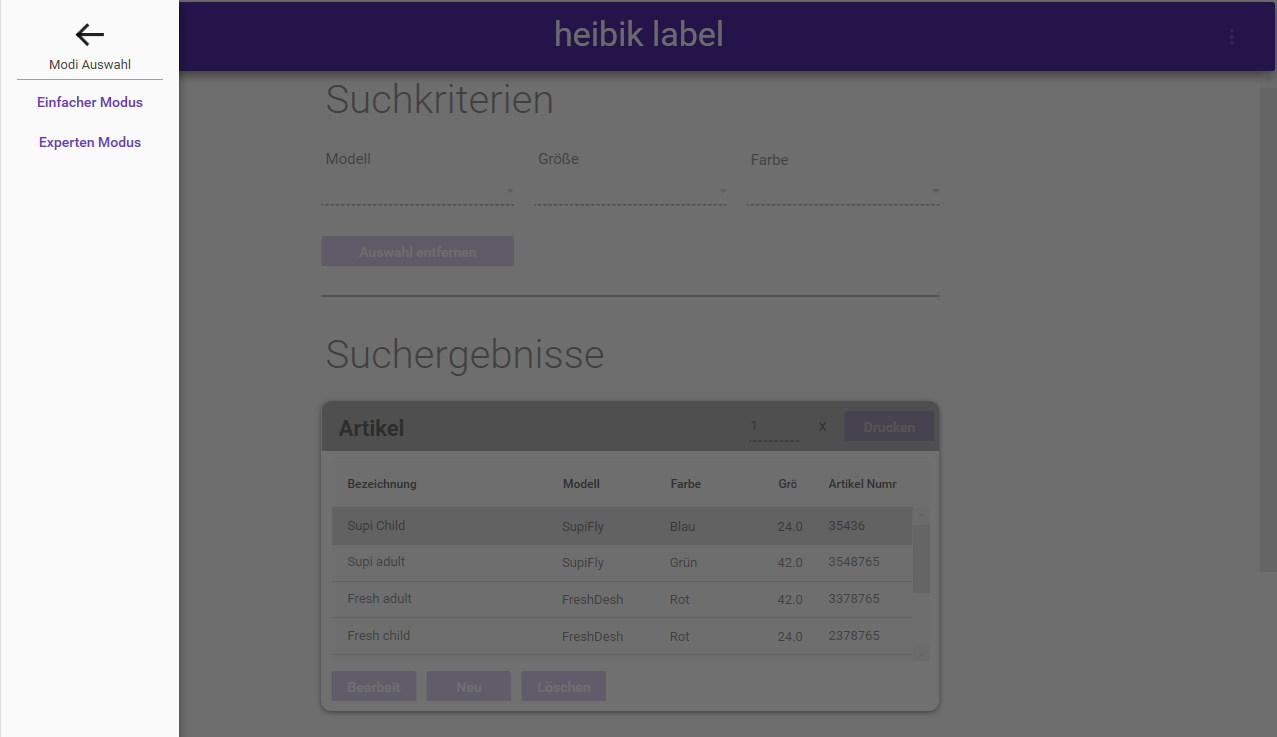 Modi Auswahl
Einfacher Modus
Experten Modus
heibik label
Suchkriterien
Modell Größe Farbe
Auswahl entfernen
Suchergebnisse
Artikel 1 X Drucken
Bezeichnung Modell Farbe Grö Artikel Numr
Supi Child SupiFly Blau 24.0 35436
Supi adult SupiFly Grün 42.0 3548765
Fresh adult FreshDesh Rot 42.0 3378765
Fresh child FreshDesh Rot 24.0 2378765
Bearbeit Neu Löschen